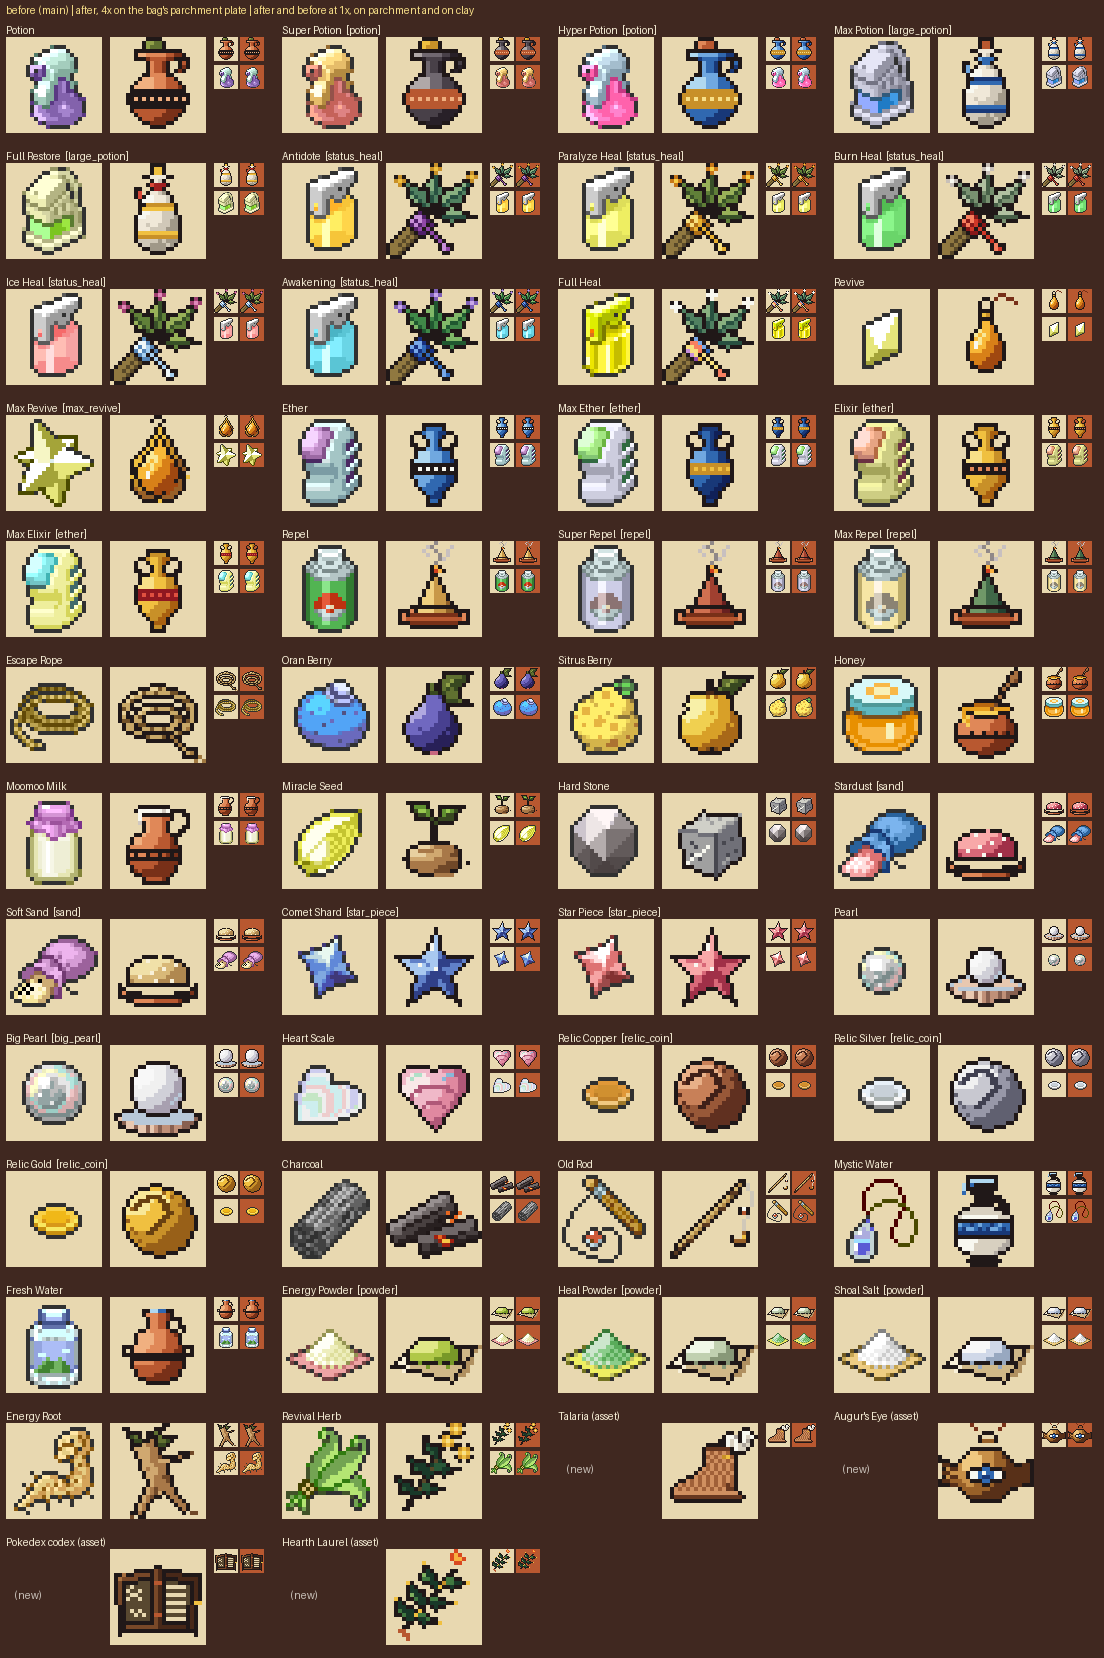 before (main) | after, 4x on the bag's parchment plate | after and before at 1x, on parchment and on clay
Potion
Super Potion [potion]
Hyper Potion [potion]
Max Potion [large_potion]
Full Restore [large_potion]
Antidote [status_heal]
Paralyze Heal [status_heal]
Burn Heal [status_heal]
Ice Heal [status_heal]
Awakening [status_heal]
Full Heal
Revive
Max Revive [max_revive]
Ether
Max Ether [ether]
Elixir [ether]
Max Elixir [ether]
Repel
Super Repel [repel]
Max Repel [repel]
Escape Rope
Oran Berry
Sitrus Berry
Honey
Moomoo Milk
Miracle Seed
Hard Stone
Stardust [sand]
Soft Sand [sand]
Comet Shard [star_piece]
Star Piece [star_piece]
Pearl
Big Pearl [big_pearl]
Heart Scale
Relic Copper [relic_coin]
Relic Silver [relic_coin]
Relic Gold [relic_coin]
Charcoal
Old Rod
Mystic Water
Fresh Water
Energy Powder [powder]
Heal Powder [powder]
Shoal Salt [powder]
Energy Root
Revival Herb
Talaria (asset)
(new)
Augur's Eye (asset)
(new)
Pokedex codex (asset)
(new)
Hearth Laurel (asset)
(new)